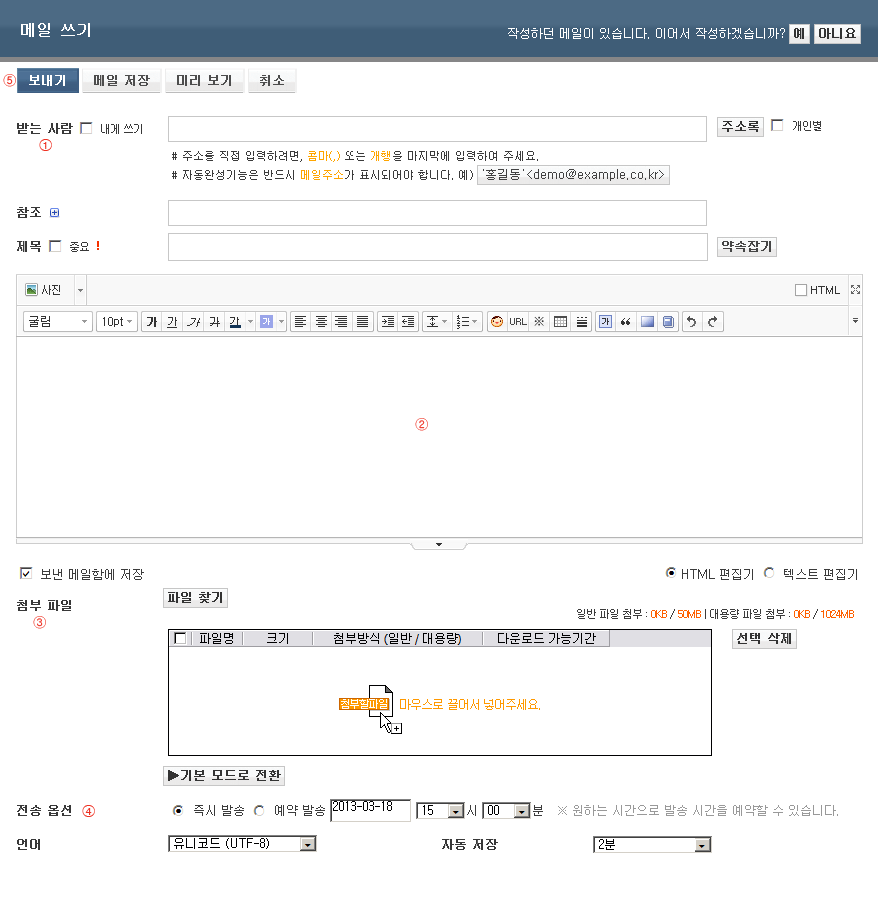 메일 쓰기
작성하던 메일이 있습니다. 이어서 작성하겠습니까? 예 아니요
⑤ 보내기 메일 저장 미리 보기 취소
받는 사람 내게 쓰기 주소록 개인별
①
# 주소를 직접 입력하려면, 콤마(,) 또는 개행을 마지막에 입력하여 주세요.
# 자동완성기능은 반드시 메일주소가 표시되어야 합니다. 예) '홍길동'<demo@example.co.kr>
참조
제목 중요 ! 약속잡기
사진 HTML
굴림 10pt 가 가 가 가 가 가 URL ※ 가
②
보낸 메일함에 저장 HTML 편집기 텍스트 편집기
첨부 파일 파일 찾기
③
일반 파일 첨부 : 0KB / 50MB | 대용량 파일 첨부 : 0KB / 1024MB
파일명 크기 첨부방식 (일반 / 대용량) 다운로드 가능기간 선택 삭제
첨부할파일 마우스로 끌어서 넣어주세요.
▶기본 모드로 전환
전송 옵션 ④ 즉시 발송 예약 발송 2013-03-18 15 시 00 분 ※ 원하는 시간으로 발송 시간을 예약할 수 있습니다.
언어 유니코드 (UTF-8) 자동 저장 2분